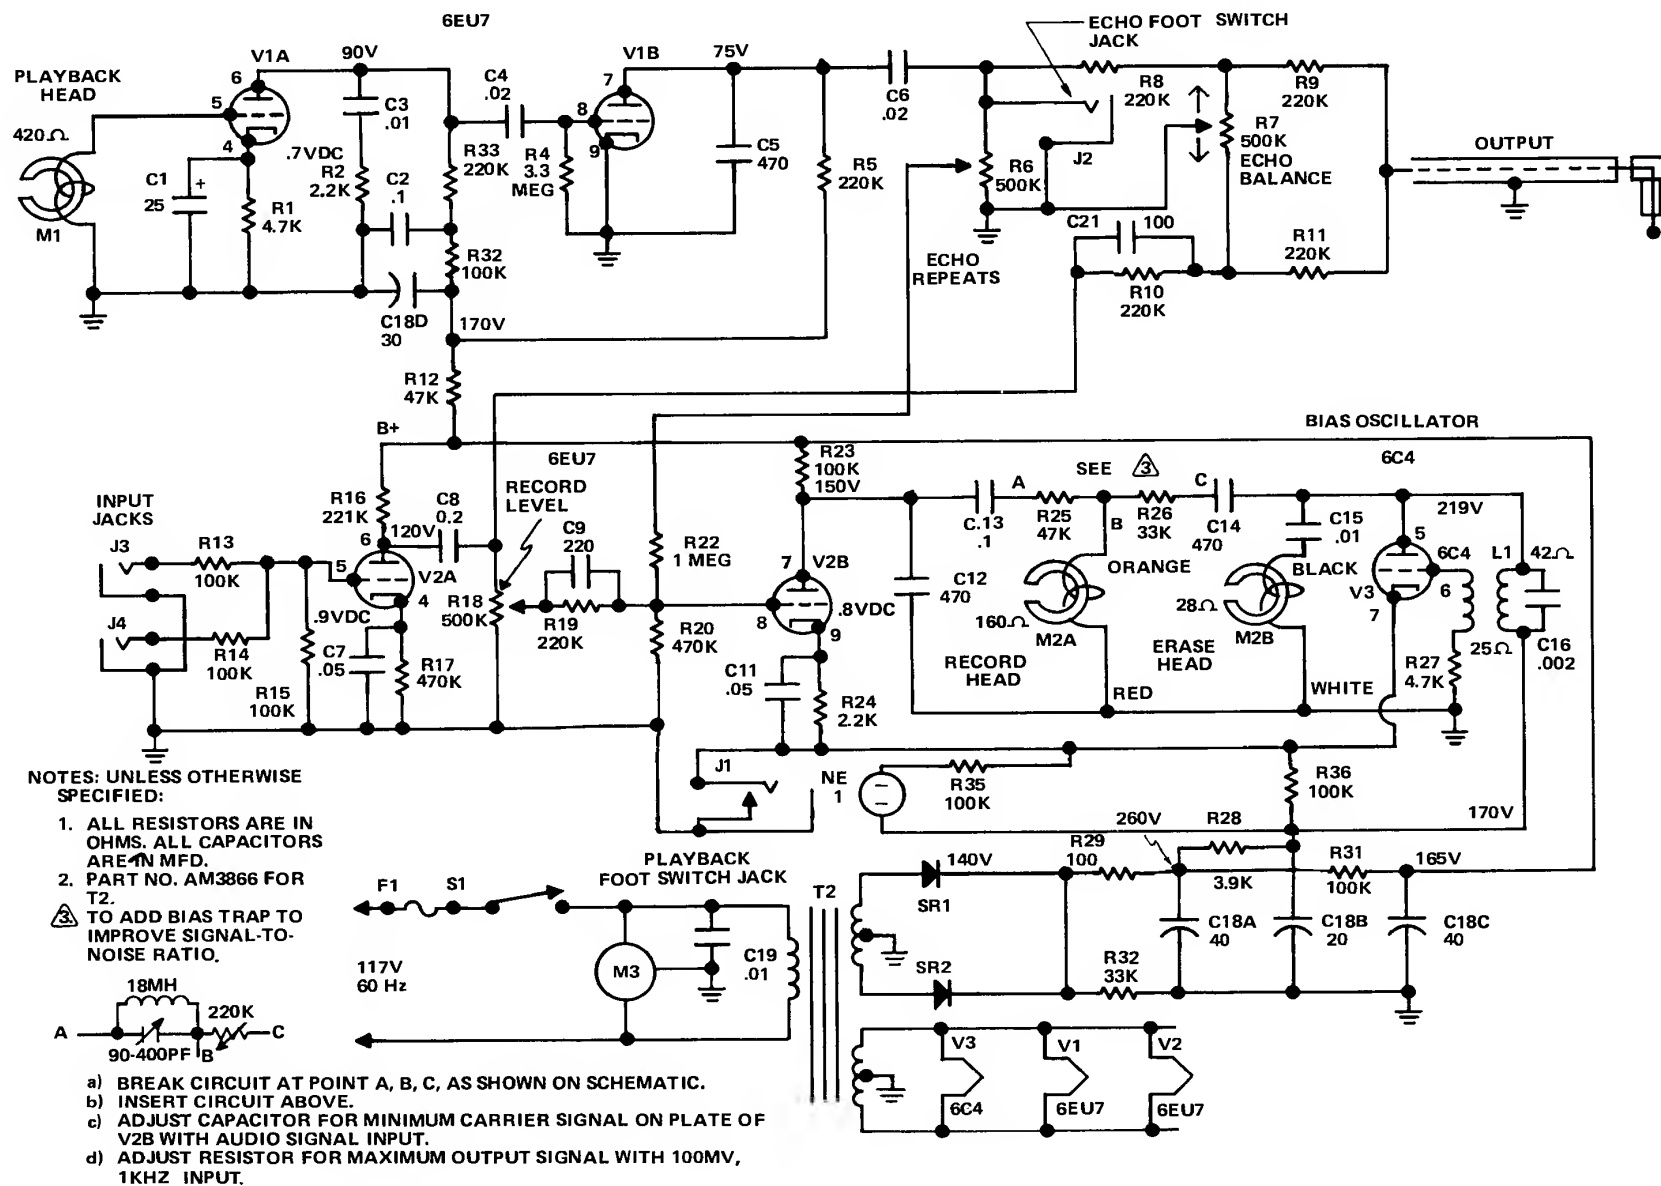 6EU7
ECHO FOOT SWITCH
JACK
PLAYBACK
HEAD
V1A
90V
V1B
75V
6
5
4
420Ω
M1
C3
.01
.7VDC
R2
2.2K
C2
.1
C1
25
+
R1
4.7K
C4
.02
7
8
9
R33
220K
R4
3.3
MEG
C5
470
R5
220K
C6
.02
R6
500K
J2
R8
220K
R9
220K
R7
500K
ECHO
BALANCE
OUTPUT
R32
100K
C18D
30
170V
ECHO
REPEATS
C21
100
R10
220K
R11
220K
R12
47K
B+
BIAS OSCILLATOR
6C4
6EU7
INPUT
JACKS
J3
R13
100K
J4
R14
100K
R15
100K
R16
221K
120V
C8
0.2
6
5
4
V2A
.9VDC
C7
.05
R17
470K
RECORD
LEVEL
R18
500K
C9
220
R19
220K
R22
1 MEG
R20
470K
R23
100K
150V
7
V2B
8
9
.8VDC
C11
.05
R24
2.2K
C12
470
C.13
.1
A
R25
47K
SEE 3
B
R26
33K
C
C14
470
C15
.01
219V
ORANGE
BLACK
160Ω
M2A
RECORD
HEAD
RED
28Ω
M2B
ERASE
HEAD
WHITE
5
6C4
V3
6
7
L1
42Ω
25Ω
C16
.002
R27
4.7K
J1
NE
1
R35
100K
R36
100K
170V
260V
R28
3.9K
R29
100
R31
100K
165V
PLAYBACK
FOOT SWITCH JACK
140V
SR1
SR2
T2
C18A
40
C18B
20
C18C
40
R32
33K
F1
S1
117V
60 Hz
M3
C19
.01
V3
V1
V2
6C4
6EU7
6EU7
NOTES: UNLESS OTHERWISE
SPECIFIED:
1. ALL RESISTORS ARE IN
OHMS. ALL CAPACITORS
ARE IN MFD.
2. PART NO. AM3866 FOR
T2.
3. TO ADD BIAS TRAP TO
IMPROVE SIGNAL-TO-
NOISE RATIO.
18MH
220K
A
C
90-400PF
B
a) BREAK CIRCUIT AT POINT A, B, C, AS SHOWN ON SCHEMATIC.
b) INSERT CIRCUIT ABOVE.
c) ADJUST CAPACITOR FOR MINIMUM CARRIER SIGNAL ON PLATE OF
V2B WITH AUDIO SIGNAL INPUT.
d) ADJUST RESISTOR FOR MAXIMUM OUTPUT SIGNAL WITH 100MV,
1KHZ INPUT.